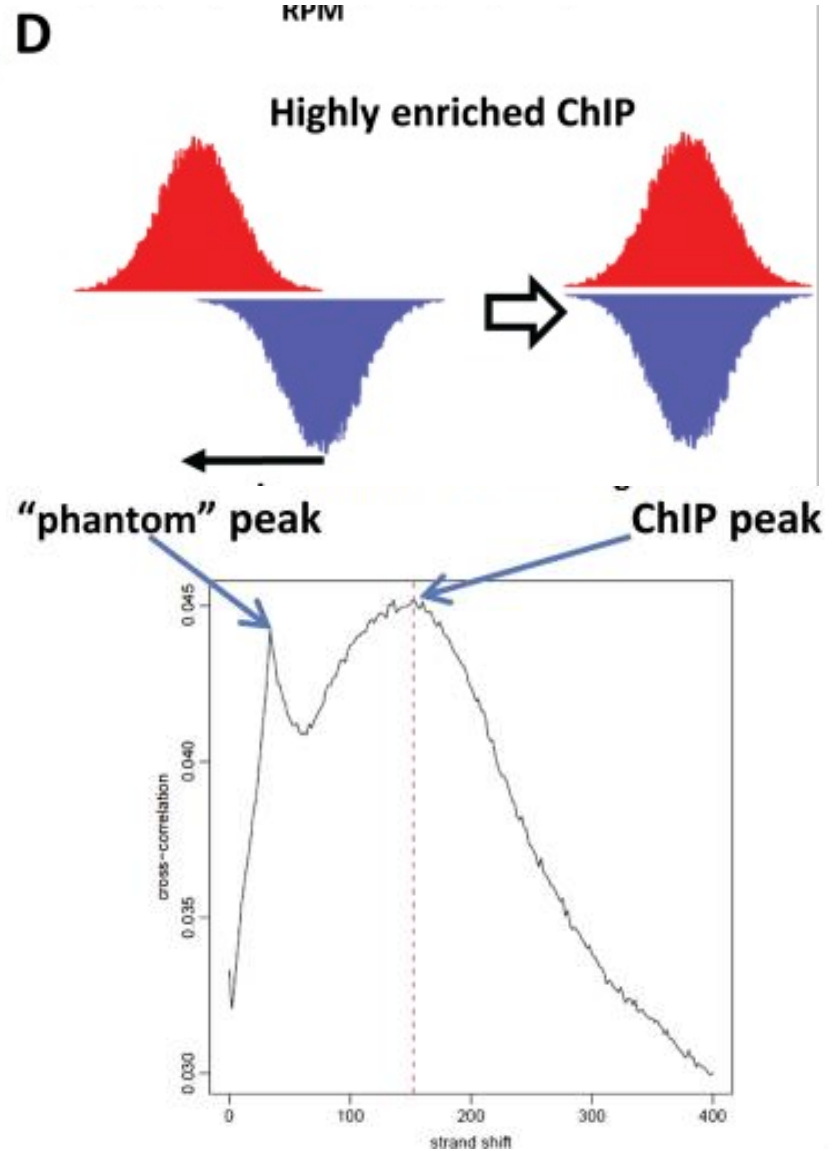 D
RPM
Highly enriched ChIP
“phantom” peak
ChIP peak
0.045
0.040
0.035
0.030
cross-correlation
0
100
200
300
400
strand shift